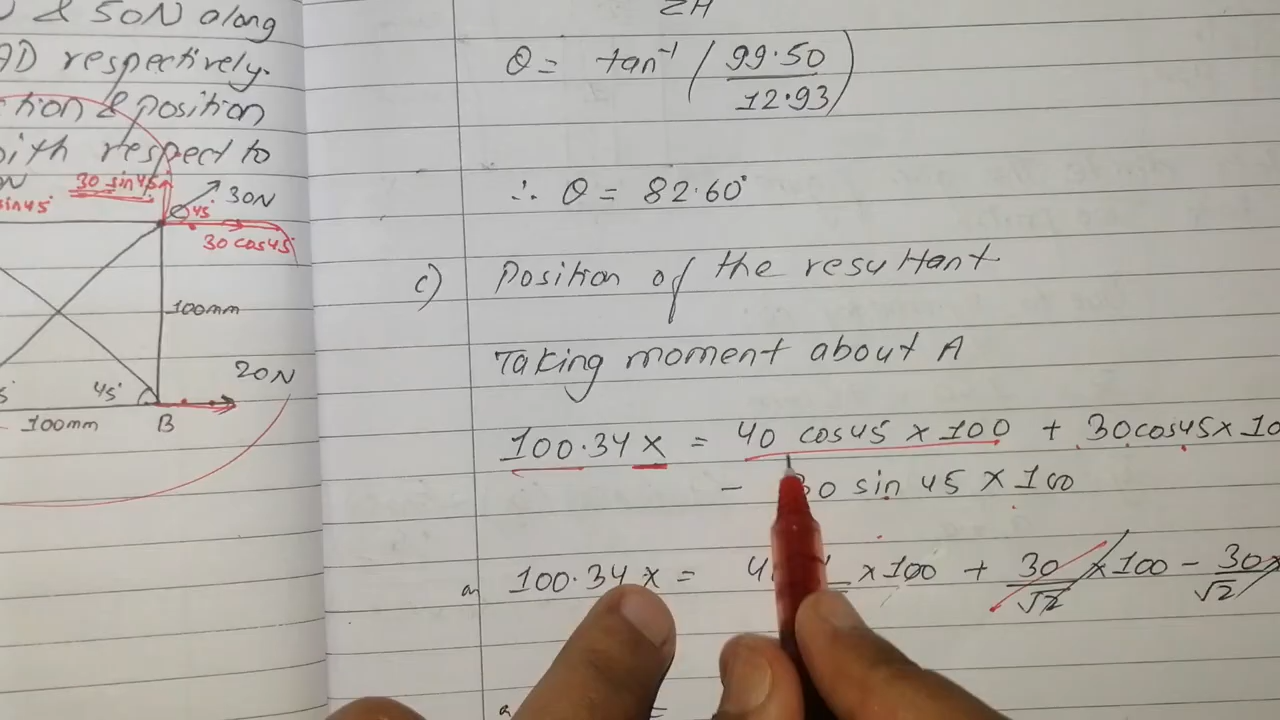 & 50N along
AD respectively.
tion & position
with respect to
30 sin45
sin45
45°
30N
30 cos45
100mm
45°
20N
100mm
B
ΣH
θ = tan⁻¹ (99.50/12.93)
∴ θ = 82.60°
c) Position of the resultant
Taking moment about A
100.34 x = 40 cos45 × 100 + 30cos45×10
- 30 sin 45 × 100
100.34 x = ×100 + 30/√2 × 100 - 30/√2 ×
=